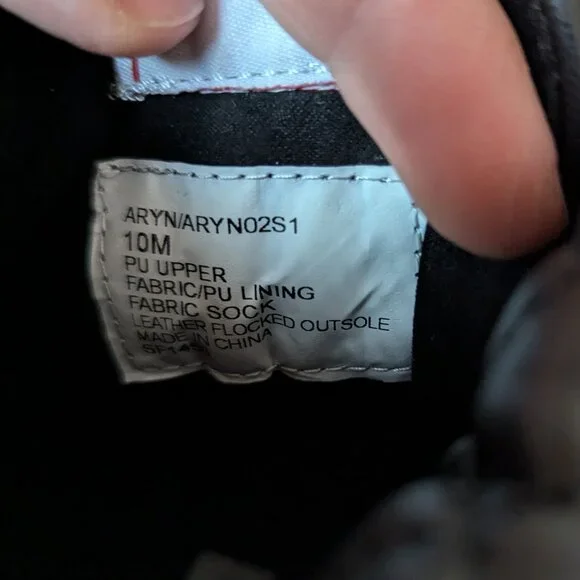 ARYN/ARYN02S1
10M
PU UPPER
FABRIC/PU LINING
FABRIC SOCK
LEATHER FLOCKED OUTSOLE
MADE IN CHINA